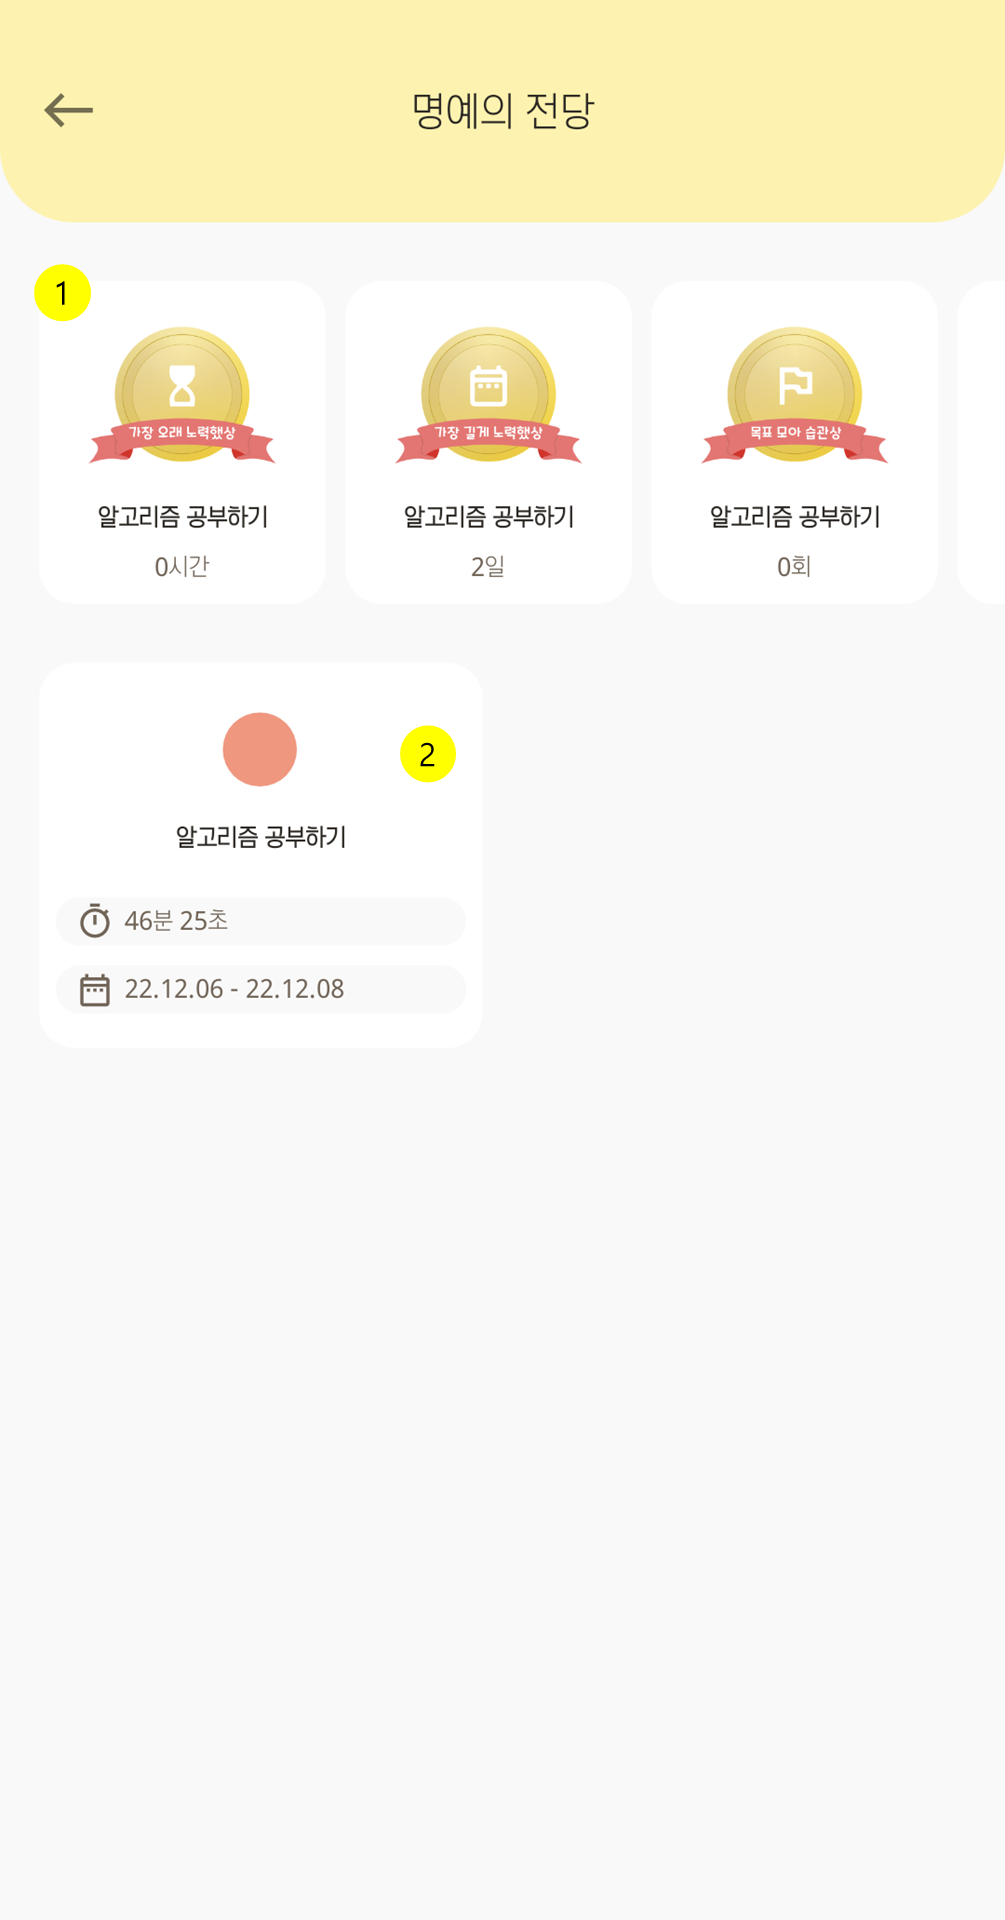 명예의 전당
1
가장 오래 노력했상
알고리즘 공부하기
0시간
가장 길게 노력했상
알고리즘 공부하기
2일
목표 모아 습관상
알고리즘 공부하기
0회
2
알고리즘 공부하기
46분 25초
22.12.06 - 22.12.08